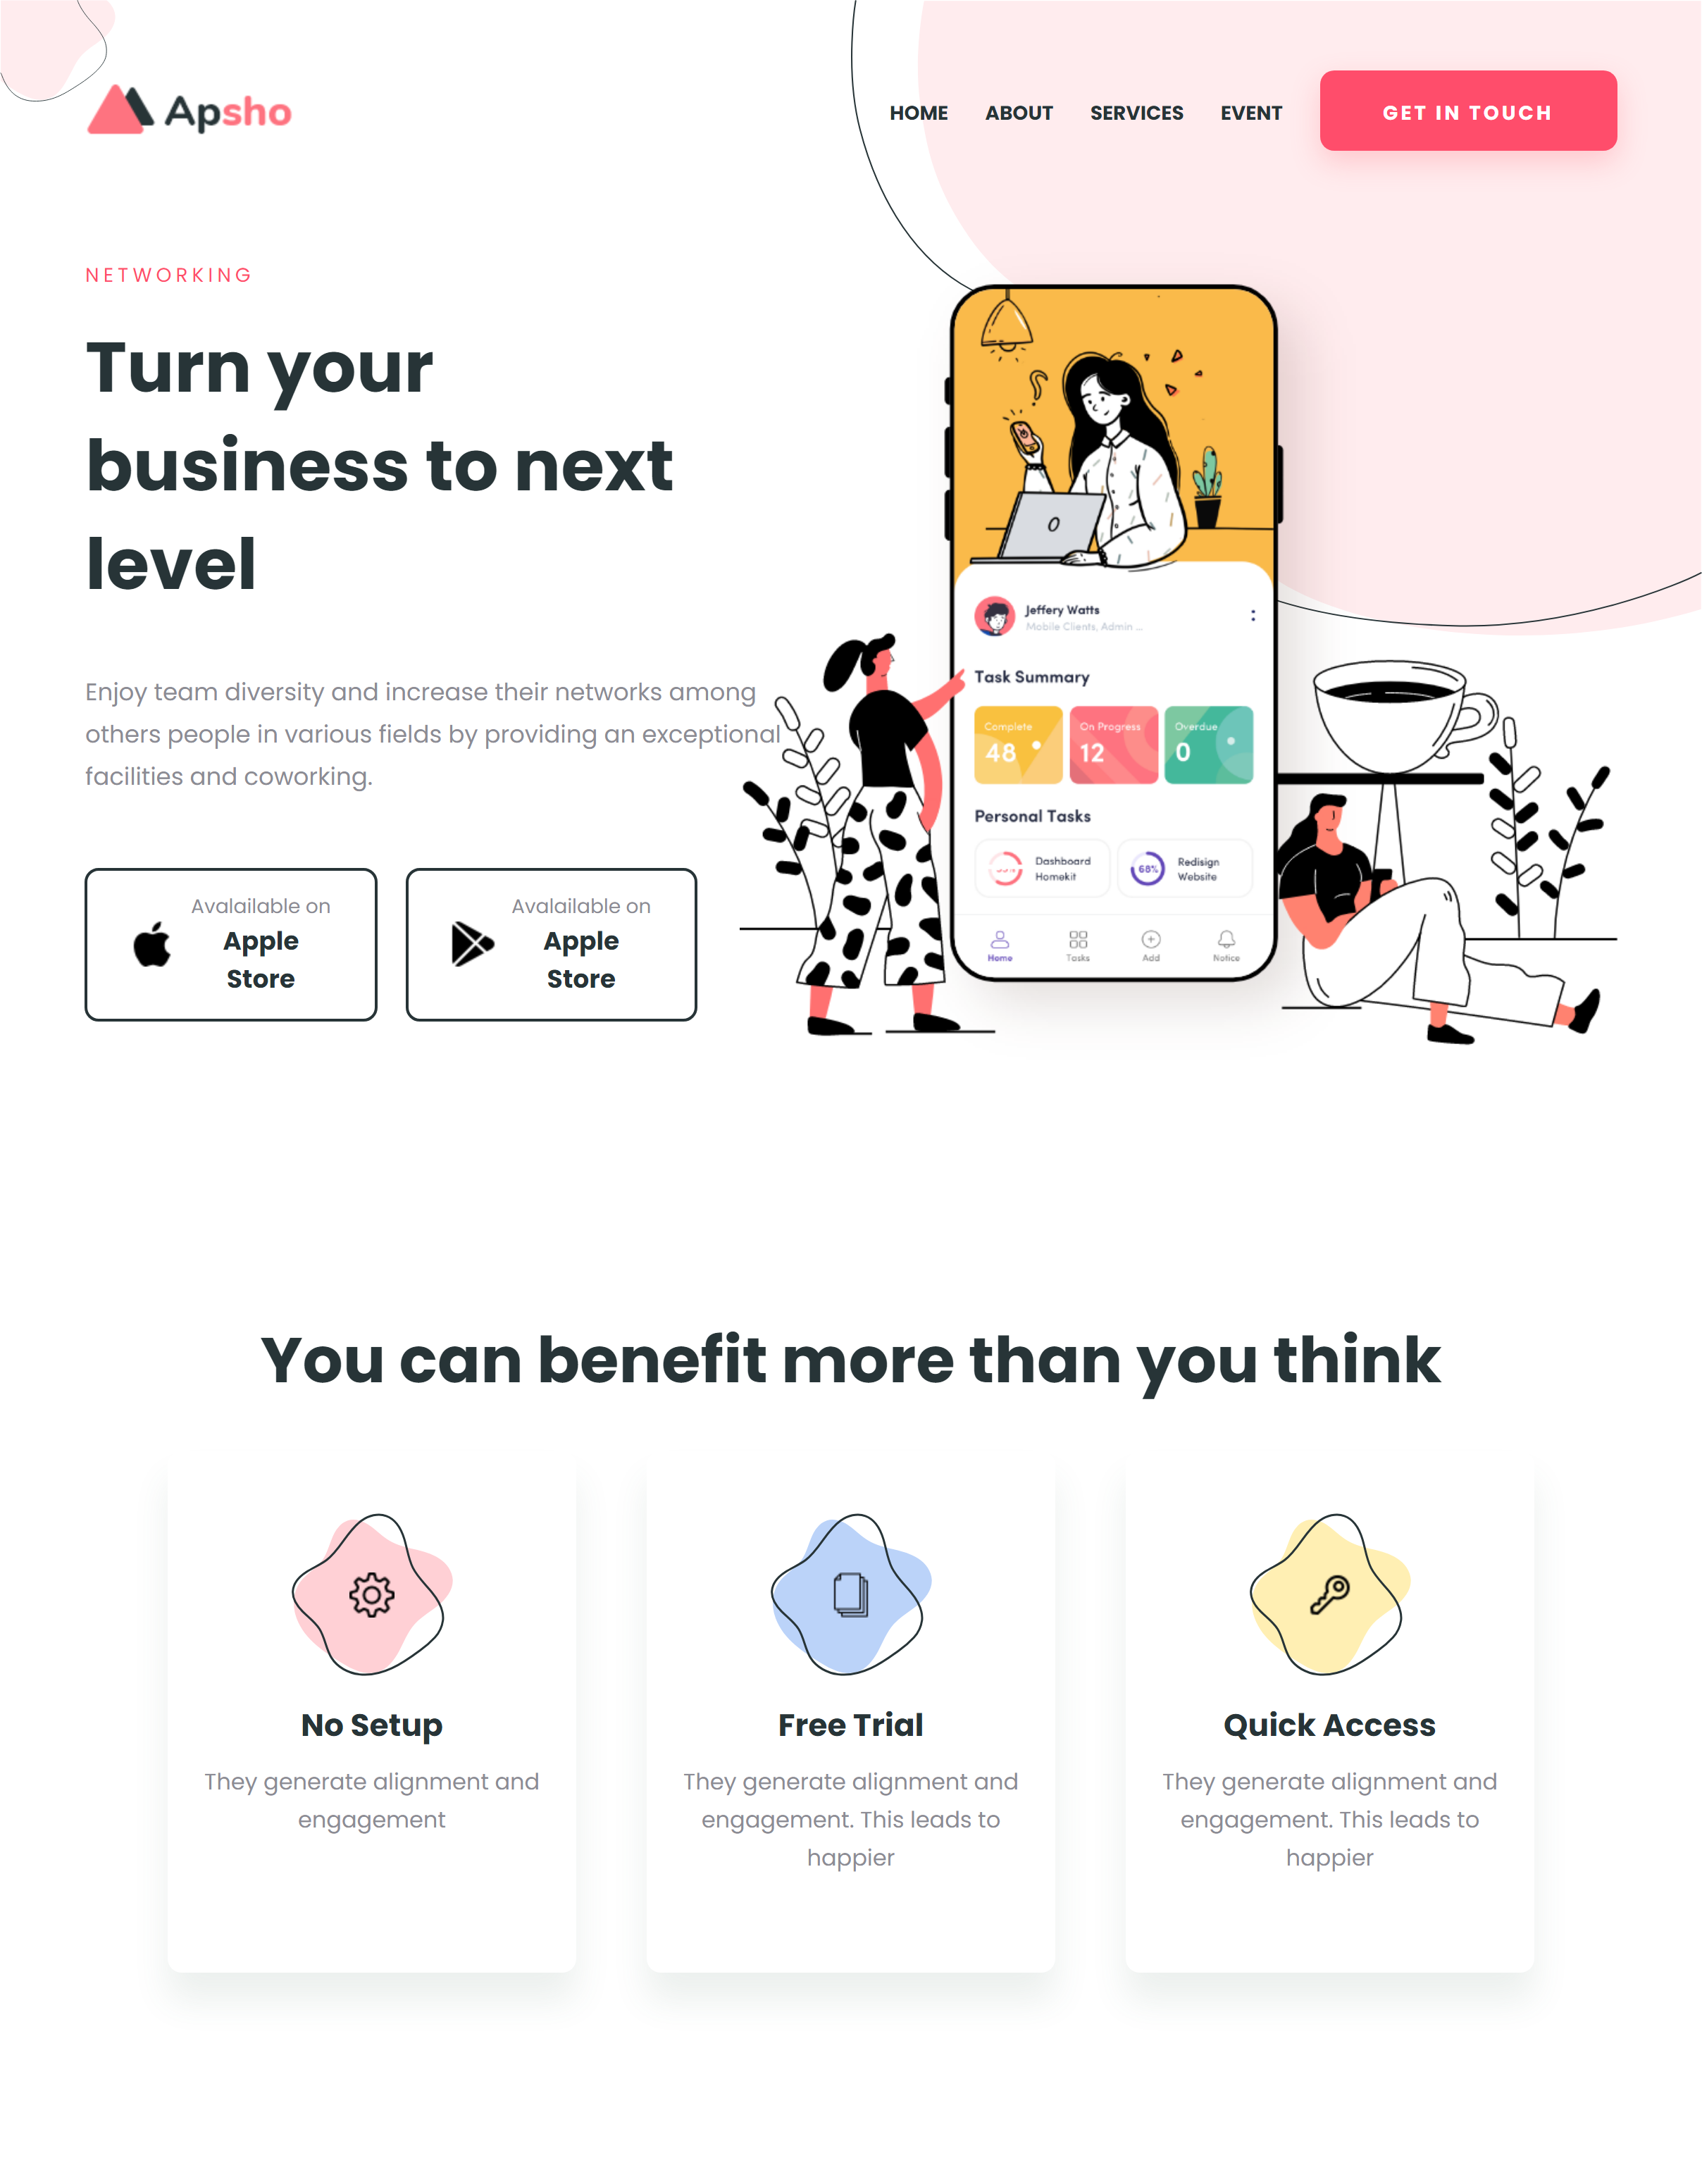 Apsho
HOME ABOUT SERVICES EVENT GET IN TOUCH
NETWORKING
Turn your
business to next
level
Enjoy team diversity and increase their networks among
others people in various fields by providing an exceptional
facilities and coworking.
Avalailable on
Apple
Store
Avalailable on
Apple
Store
Jeffery Watts
Mobile Clients, Admin ...
Task Summary
Complete
48
On Progress
12
Overdue
0
Personal Tasks
Dashboard
Homekit
68%
Redisign
Website
Home Tasks Add Notice
You can benefit more than you think
No Setup
They generate alignment and
engagement
Free Trial
They generate alignment and
engagement. This leads to
happier
Quick Access
They generate alignment and
engagement. This leads to
happier